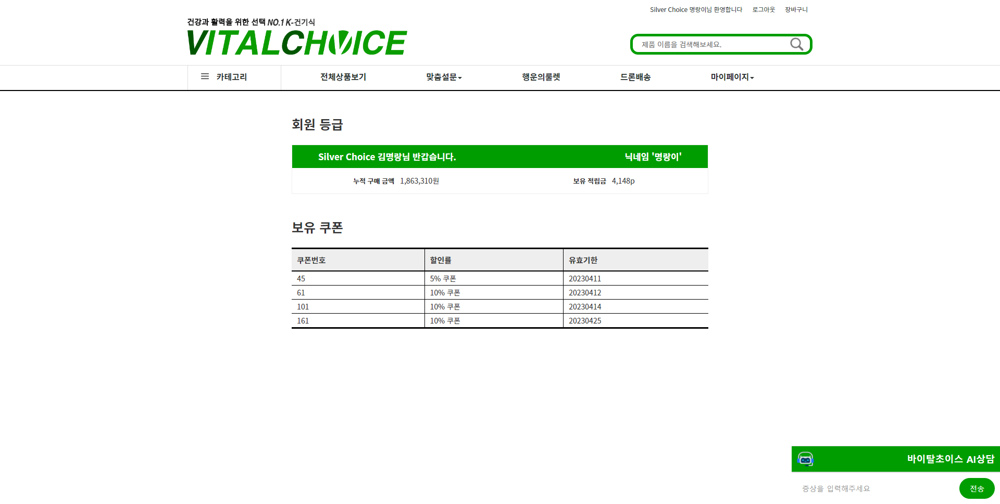 Silver Choice 명랑이님 환영합니다 로그아웃 장바구니
건강과 활력을 위한 선택 NO.1 K-건기식
VITALCHOICE
제품 이름을 검색해보세요.
카테고리 전체상품보기 맞춤설문 행운의룰렛 드론배송 마이페이지
회원 등급
Silver Choice 김명랑님 반갑습니다. 닉네임 '명랑이'
누적 구매 금액 1,863,310원 보유 적립금 4,148p
보유 쿠폰
쿠폰번호 할인률 유효기한
45 5% 쿠폰 20230411
61 10% 쿠폰 20230412
101 10% 쿠폰 20230414
161 10% 쿠폰 20230425
바이탈초이스 AI상담
증상을 입력해주세요 전송